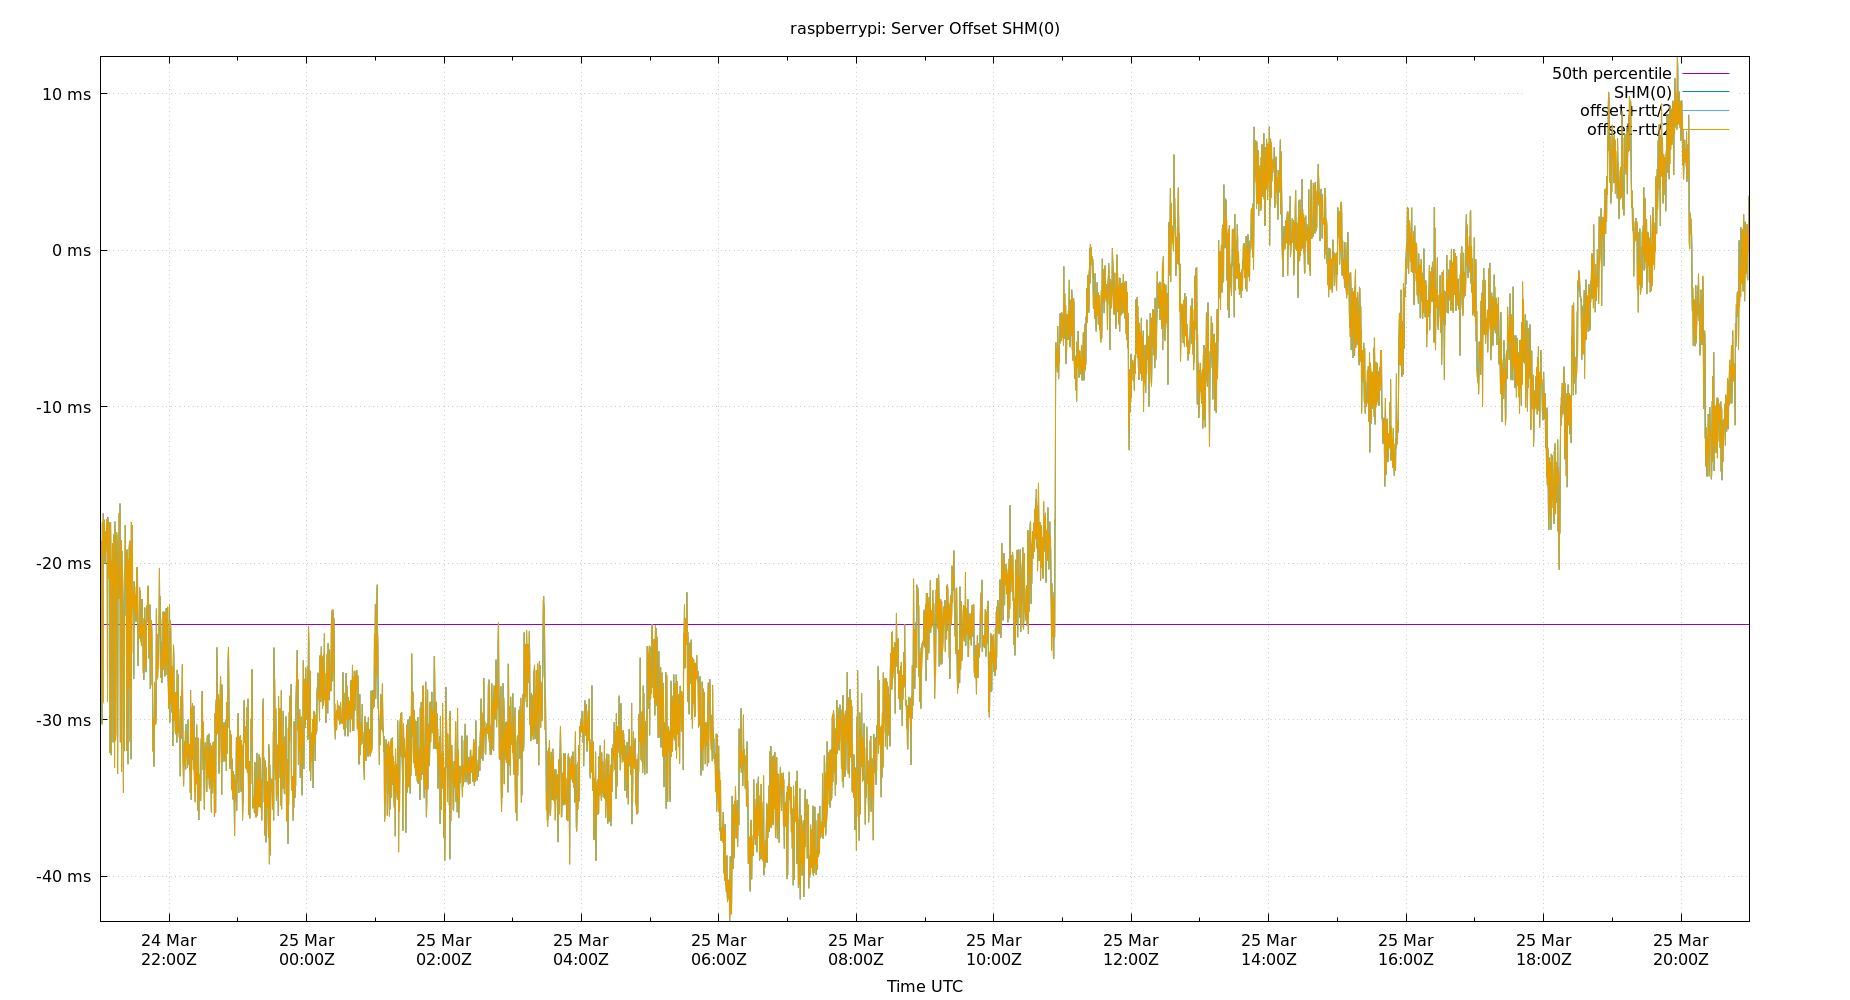 raspberrypi: Server Offset SHM(0)
50th percentile
SHM(0)
offset+rtt/2
offset-rtt/2
10 ms
0 ms
-10 ms
-20 ms
-30 ms
-40 ms
24 Mar 25 Mar 25 Mar 25 Mar 25 Mar 25 Mar 25 Mar 25 Mar 25 Mar 25 Mar 25 Mar 25 Mar
22:00Z 00:00Z 02:00Z 04:00Z 06:00Z 08:00Z 10:00Z 12:00Z 14:00Z 16:00Z 18:00Z 20:00Z
Time UTC